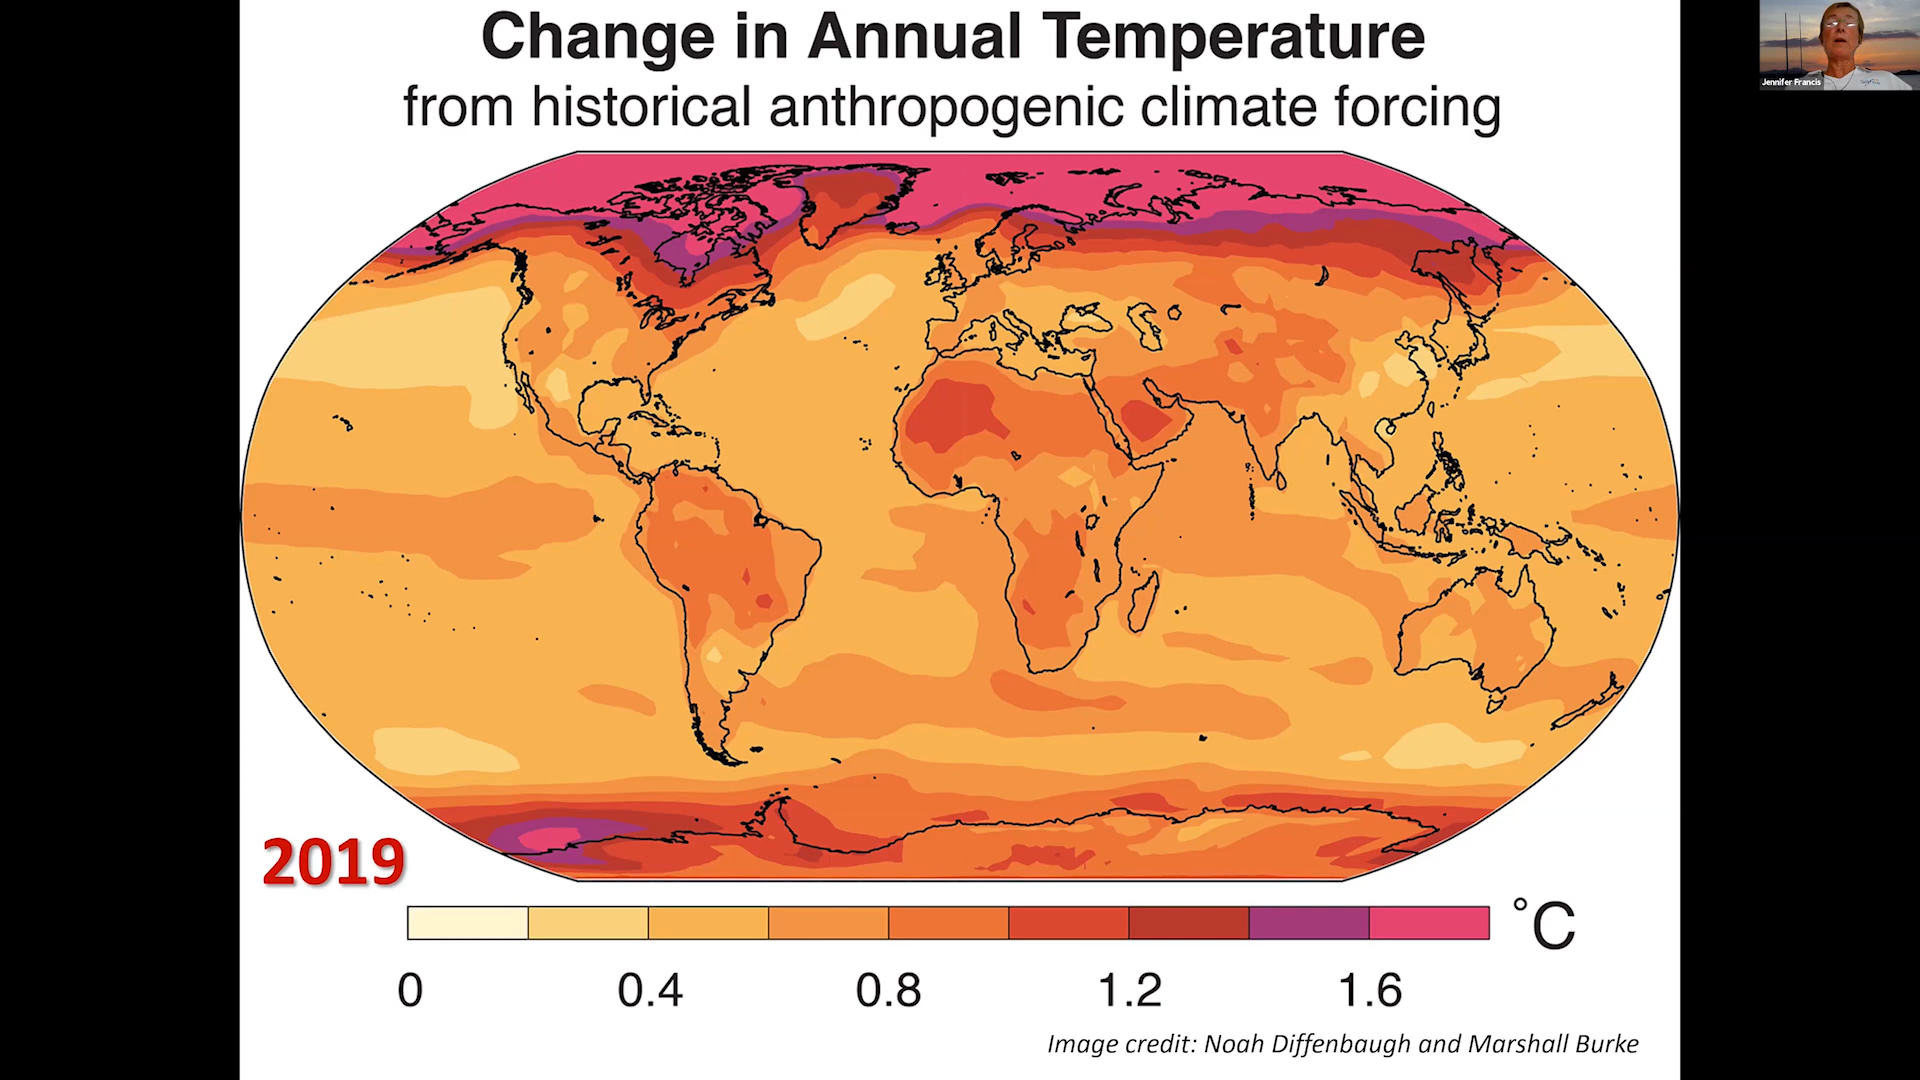 Change in Annual Temperature
from historical anthropogenic climate forcing
Jennifer Francis
2019
°C
0 0.4 0.8 1.2 1.6
Image credit: Noah Diffenbaugh and Marshall Burke